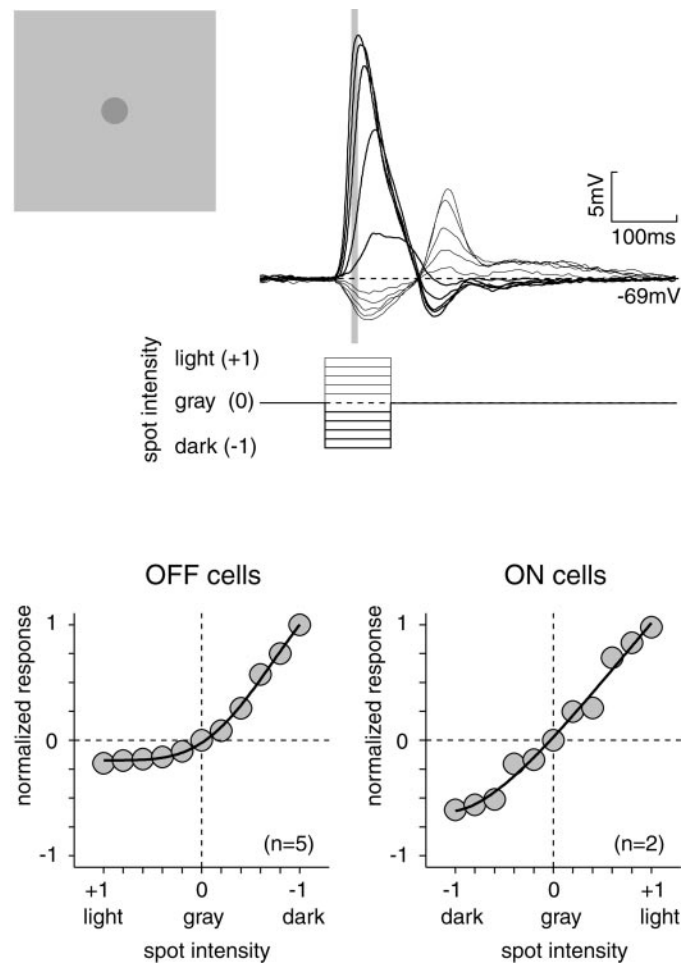 5mV
100ms
-69mV
spot intensity
light (+1)
gray (0)
dark (-1)
OFF cells
normalized response
1
0
-1
(n=5)
+1 0 -1
light gray dark
spot intensity
ON cells
normalized response
1
0
-1
(n=2)
-1 0 +1
dark gray light
spot intensity